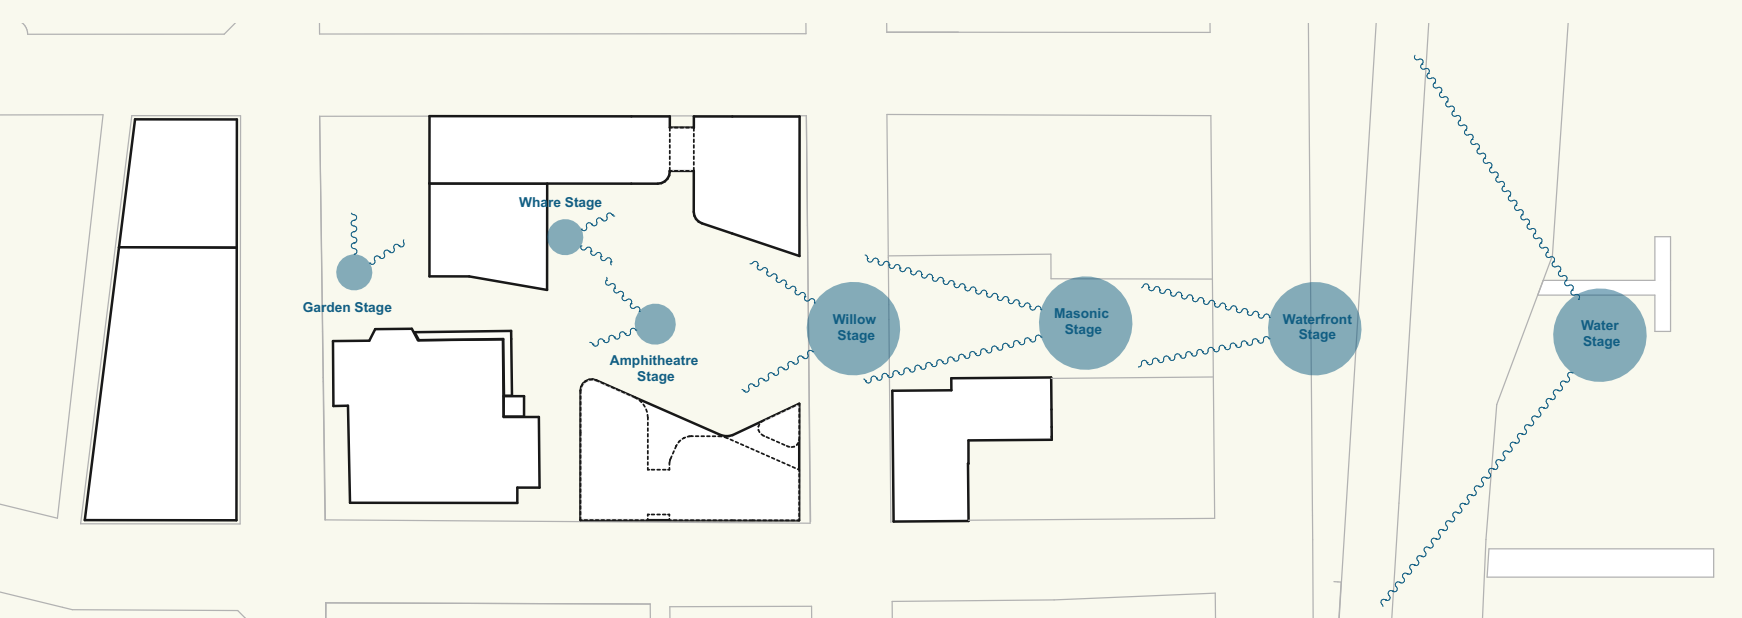 Whare Stage
Garden Stage
Amphitheatre
Stage
Willow
Stage
Masonic
Stage
Waterfront
Stage
Water
Stage